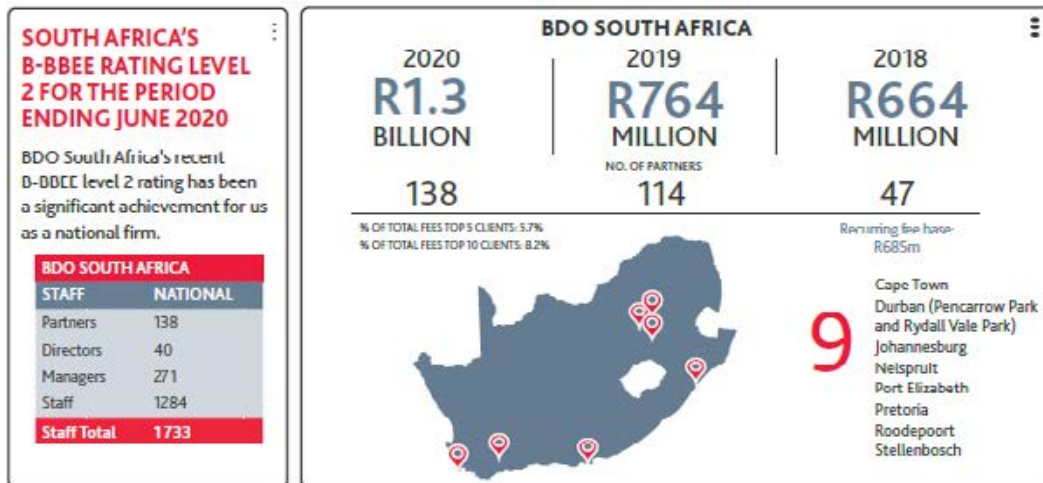 SOUTH AFRICA'S
B-BBEE RATING LEVEL
2 FOR THE PERIOD
ENDING JUNE 2020
BDO South Africa's recent
B-BBEE level 2 rating has been
a significant achievement for us
as a national firm.
BDO SOUTH AFRICA
STAFF NATIONAL
Partners 138
Directors 40
Managers 271
Staff 1284
Staff Total 1733
BDO SOUTH AFRICA
2020 2019 2018
R1.3 R764 R664
BILLION MILLION MILLION
NO. OF PARTNERS
138 114 47
% OF TOTAL FEES TOP 5 CLIENTS: 5.7%
% OF TOTAL FEES TOP 10 CLIENTS: 8.2%
Recurring fee base:
R685m
9
Cape Town
Durban (Pencarrow Park
and Rydall Vale Park)
Johannesburg
Nelspruit
Port Elizabeth
Pretoria
Roodepoort
Stellenbosch